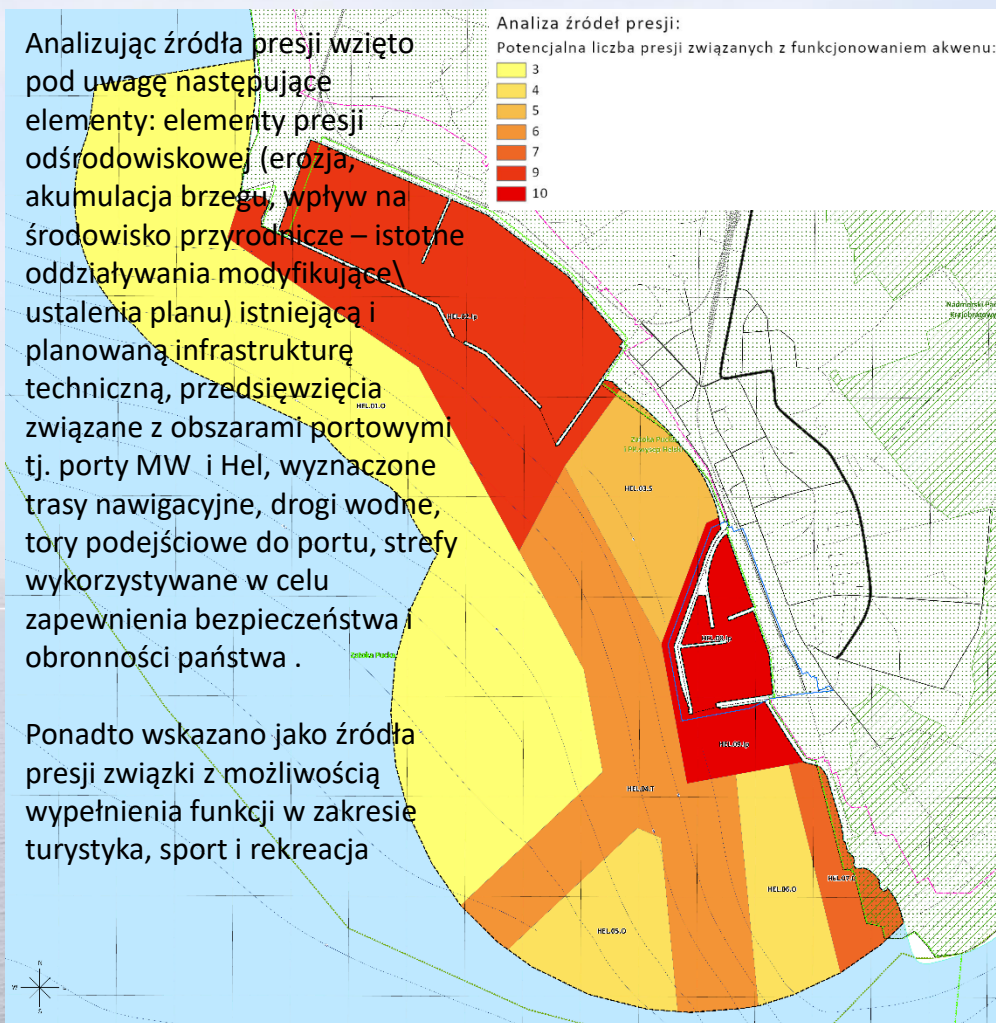 Analizując źródła presji wzięto
pod uwagę następujące
elementy: elementy presji
odśrodowiskowej (erozja,
akumulacja brzegu, wpływ na
środowisko przyrodnicze – istotne
oddziaływania modyfikujące\
ustalenia planu) istniejącą i
planowaną infrastrukturę
techniczną, przedsięwzięcia
związane z obszarami portowymi
tj. porty MW i Hel, wyznaczone
trasy nawigacyjne, drogi wodne,
tory podejściowe do portu, strefy
wykorzystywane w celu
zapewnienia bezpieczeństwa i
obronności państwa .
Ponadto wskazano jako źródła
presji związki z możliwością
wypełnienia funkcji w zakresie
turystyka, sport i rekreacja
Analiza źródeł presji:
Potencjalna liczba presji związanych z funkcjonowaniem akwenu:
3
4
5
6
7
9
10
Nadmorski
Krajobrazowy
HEL.01.O
Zatoka Pucka
HEL.03.S
HEL.04.T
HEL.05.O
HEL.06.O
N
W